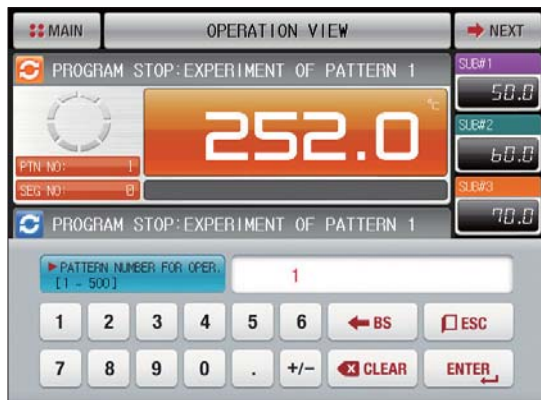 MAIN
OPERATION VIEW
NEXT
PROGRAM STOP:EXPERIMENT OF PATTERN 1
SUB#1
50.0
252.0
℃
SUB#2
60.0
PTN NO: 1
SEG NO: 0
SUB#3
70.0
PROGRAM STOP:EXPERIMENT OF PATTERN 1
▶PATTERN NUMBER FOR OPER.
[1 - 500]
1
1 2 3 4 5 6 BS ESC
7 8 9 0 . +/- CLEAR ENTER